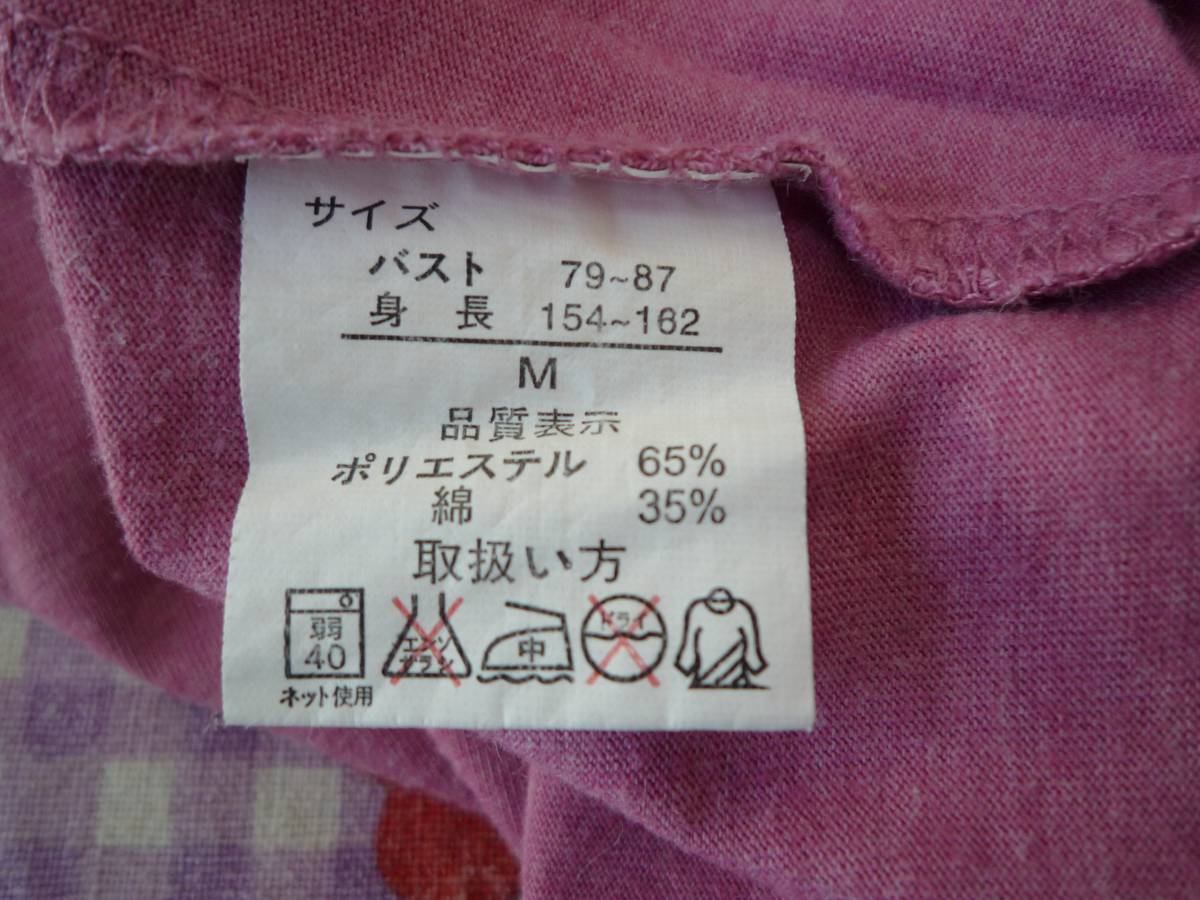 サイズ
バスト 79~87
身長 154~162
M
品質表示
ポリエステル 65%
綿 35%
取扱い方
弱
40
エンソ
サラシ
中
ドライ
ネット使用